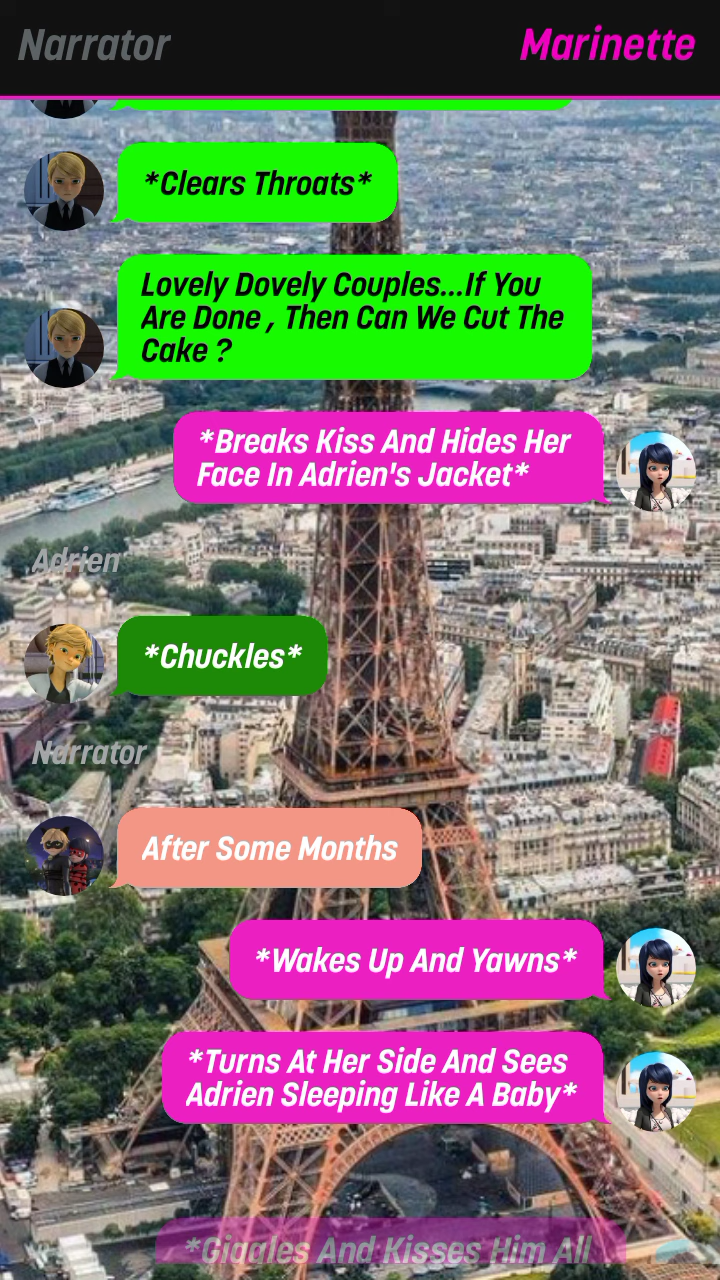 Narrator
Marinette
*Clears Throats*
Lovely Dovely Couples...If You
Are Done , Then Can We Cut The
Cake ?
*Breaks Kiss And Hides Her
Face In Adrien's Jacket*
Adrien
*Chuckles*
Narrator
After Some Months
*Wakes Up And Yawns*
*Turns At Her Side And Sees
Adrien Sleeping Like A Baby*
*Giggles And Kisses Him All